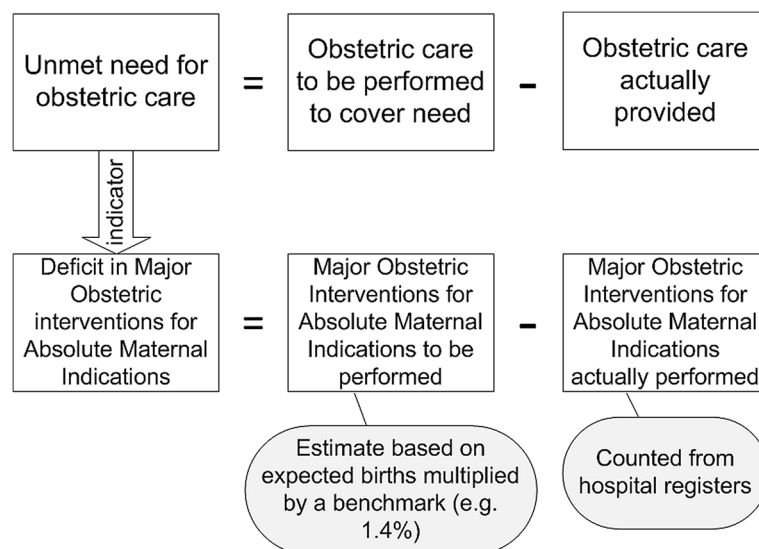 Unmet need for
obstetric care
=
Obstetric care
to be performed
to cover need
-
Obstetric care
actually
provided
indicator
Deficit in Major
Obstetric
interventions for
Absolute Maternal
Indications
=
Major Obstetric
Interventions for
Absolute Maternal
Indications to be
performed
-
Major Obstetric
Interventions for
Absolute Maternal
Indications
actually performed
Estimate based on
expected births multiplied
by a benchmark (e.g.
1.4%)
Counted from
hospital registers